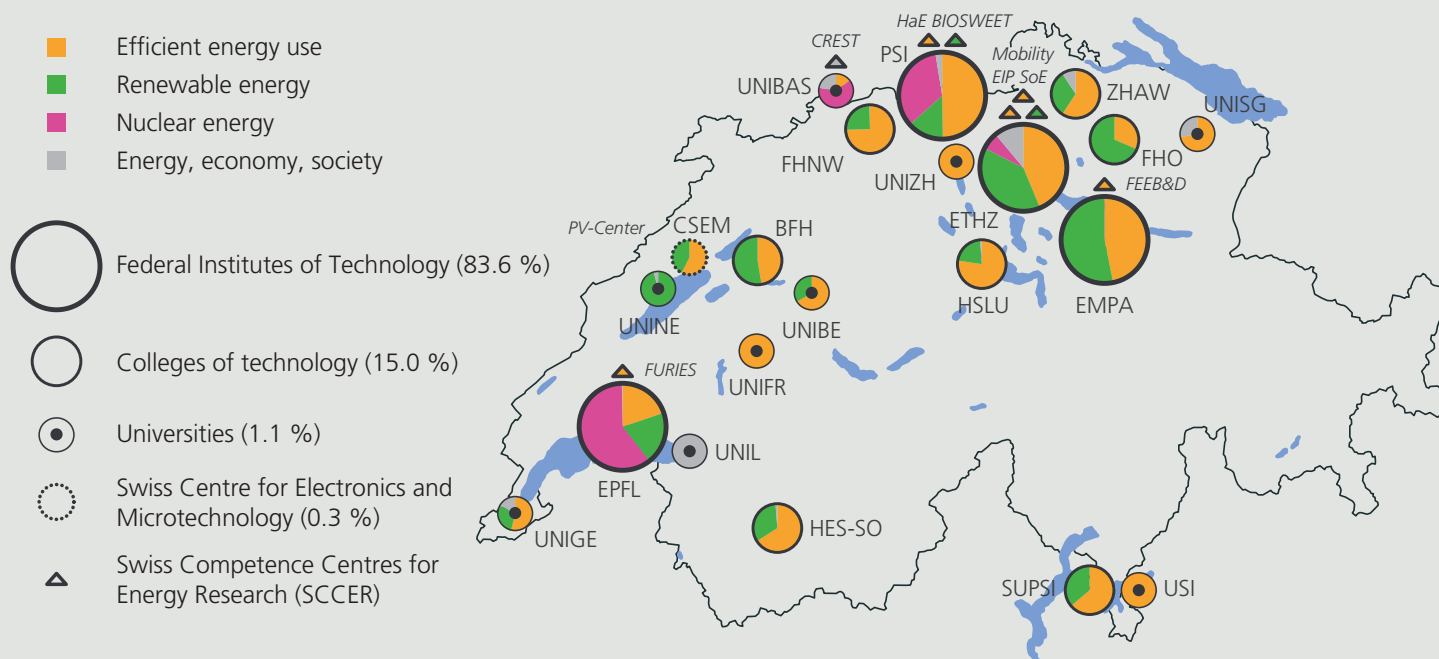 Efficient energy use
Renewable energy
Nuclear energy
Energy, economy, society
Federal Institutes of Technology (83.6 %)
Colleges of technology (15.0 %)
Universities (1.1 %)
Swiss Centre for Electronics and
Microtechnology (0.3 %)
Swiss Competence Centres for
Energy Research (SCCER)
HaE BIOSWEET
CREST
PSI
Mobility
EIP SoE
UNIBAS
ZHAW
UNISG
FHNW
UNIZH
FHO
FEEB&D
ETHZ
PV-Center
CSEM
BFH
HSLU
EMPA
UNINE
UNIBE
UNIFR
FURIES
UNIL
EPFL
UNIGE
HES-SO
SUPSI
USI